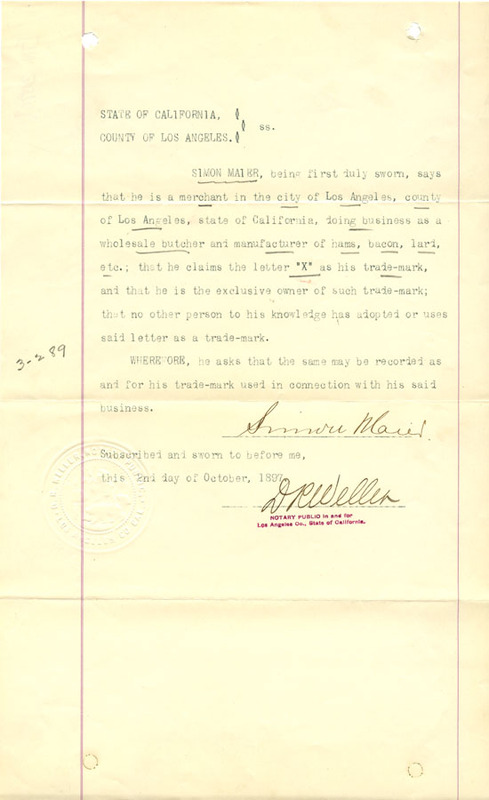 STATE OF CALIFORNIA,
ss.
COUNTY OF LOS ANGELES.
SIMON MAIER, being first duly sworn, says
that he is a merchant in the city of Los Angeles, county
of Los Angeles, state of California, doing business as a
wholesale butcher and manufacturer of hams, bacon, lard,
etc.; that he claims the letter "X" as his trade-mark,
and that he is the exclusive owner of such trade-mark;
that no other person to his knowledge has adopted or uses
said letter as a trade-mark.
3-289
WHEREFORE, he asks that the same may be recorded as
and for his trade-mark used in connection with his said
business.
Simon Maier.
Subscribed and sworn to before me,
this 2nd day of October, 1897
D K Weller
NOTARY PUBLIC in and for
Los Angeles Co., State of California.